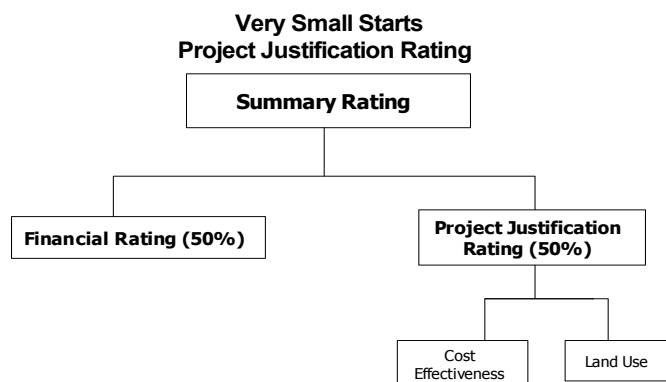 Very Small Starts
Project Justification Rating
Summary Rating
Financial Rating (50%)
Project Justification
Rating (50%)
Cost
Effectiveness
Land Use